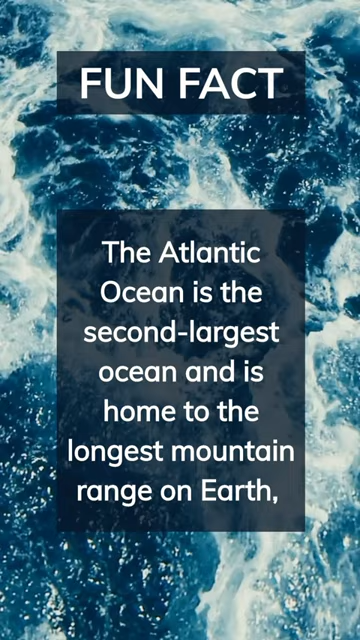 FUN FACT
The Atlantic
Ocean is the
second-largest
ocean and is
home to the
longest mountain
range on Earth,